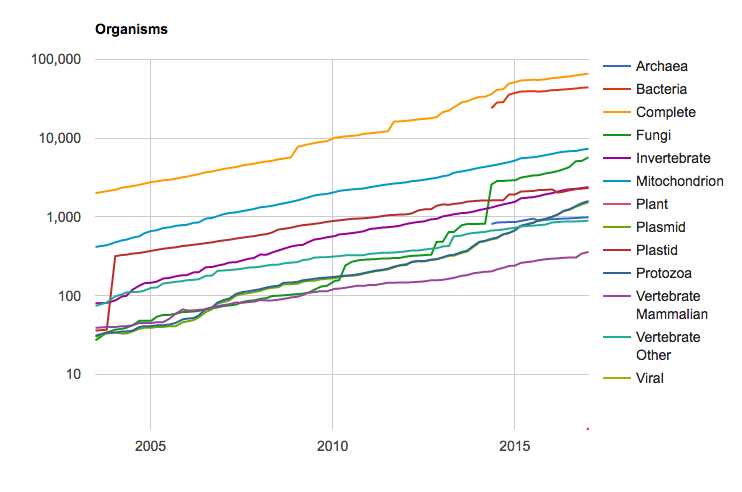 Organisms
100,000
10,000
1,000
100
10
2005
2010
2015
Archaea
Bacteria
Complete
Fungi
Invertebrate
Mitochondrion
Plant
Plasmid
Plastid
Protozoa
Vertebrate
Mammalian
Vertebrate
Other
Viral